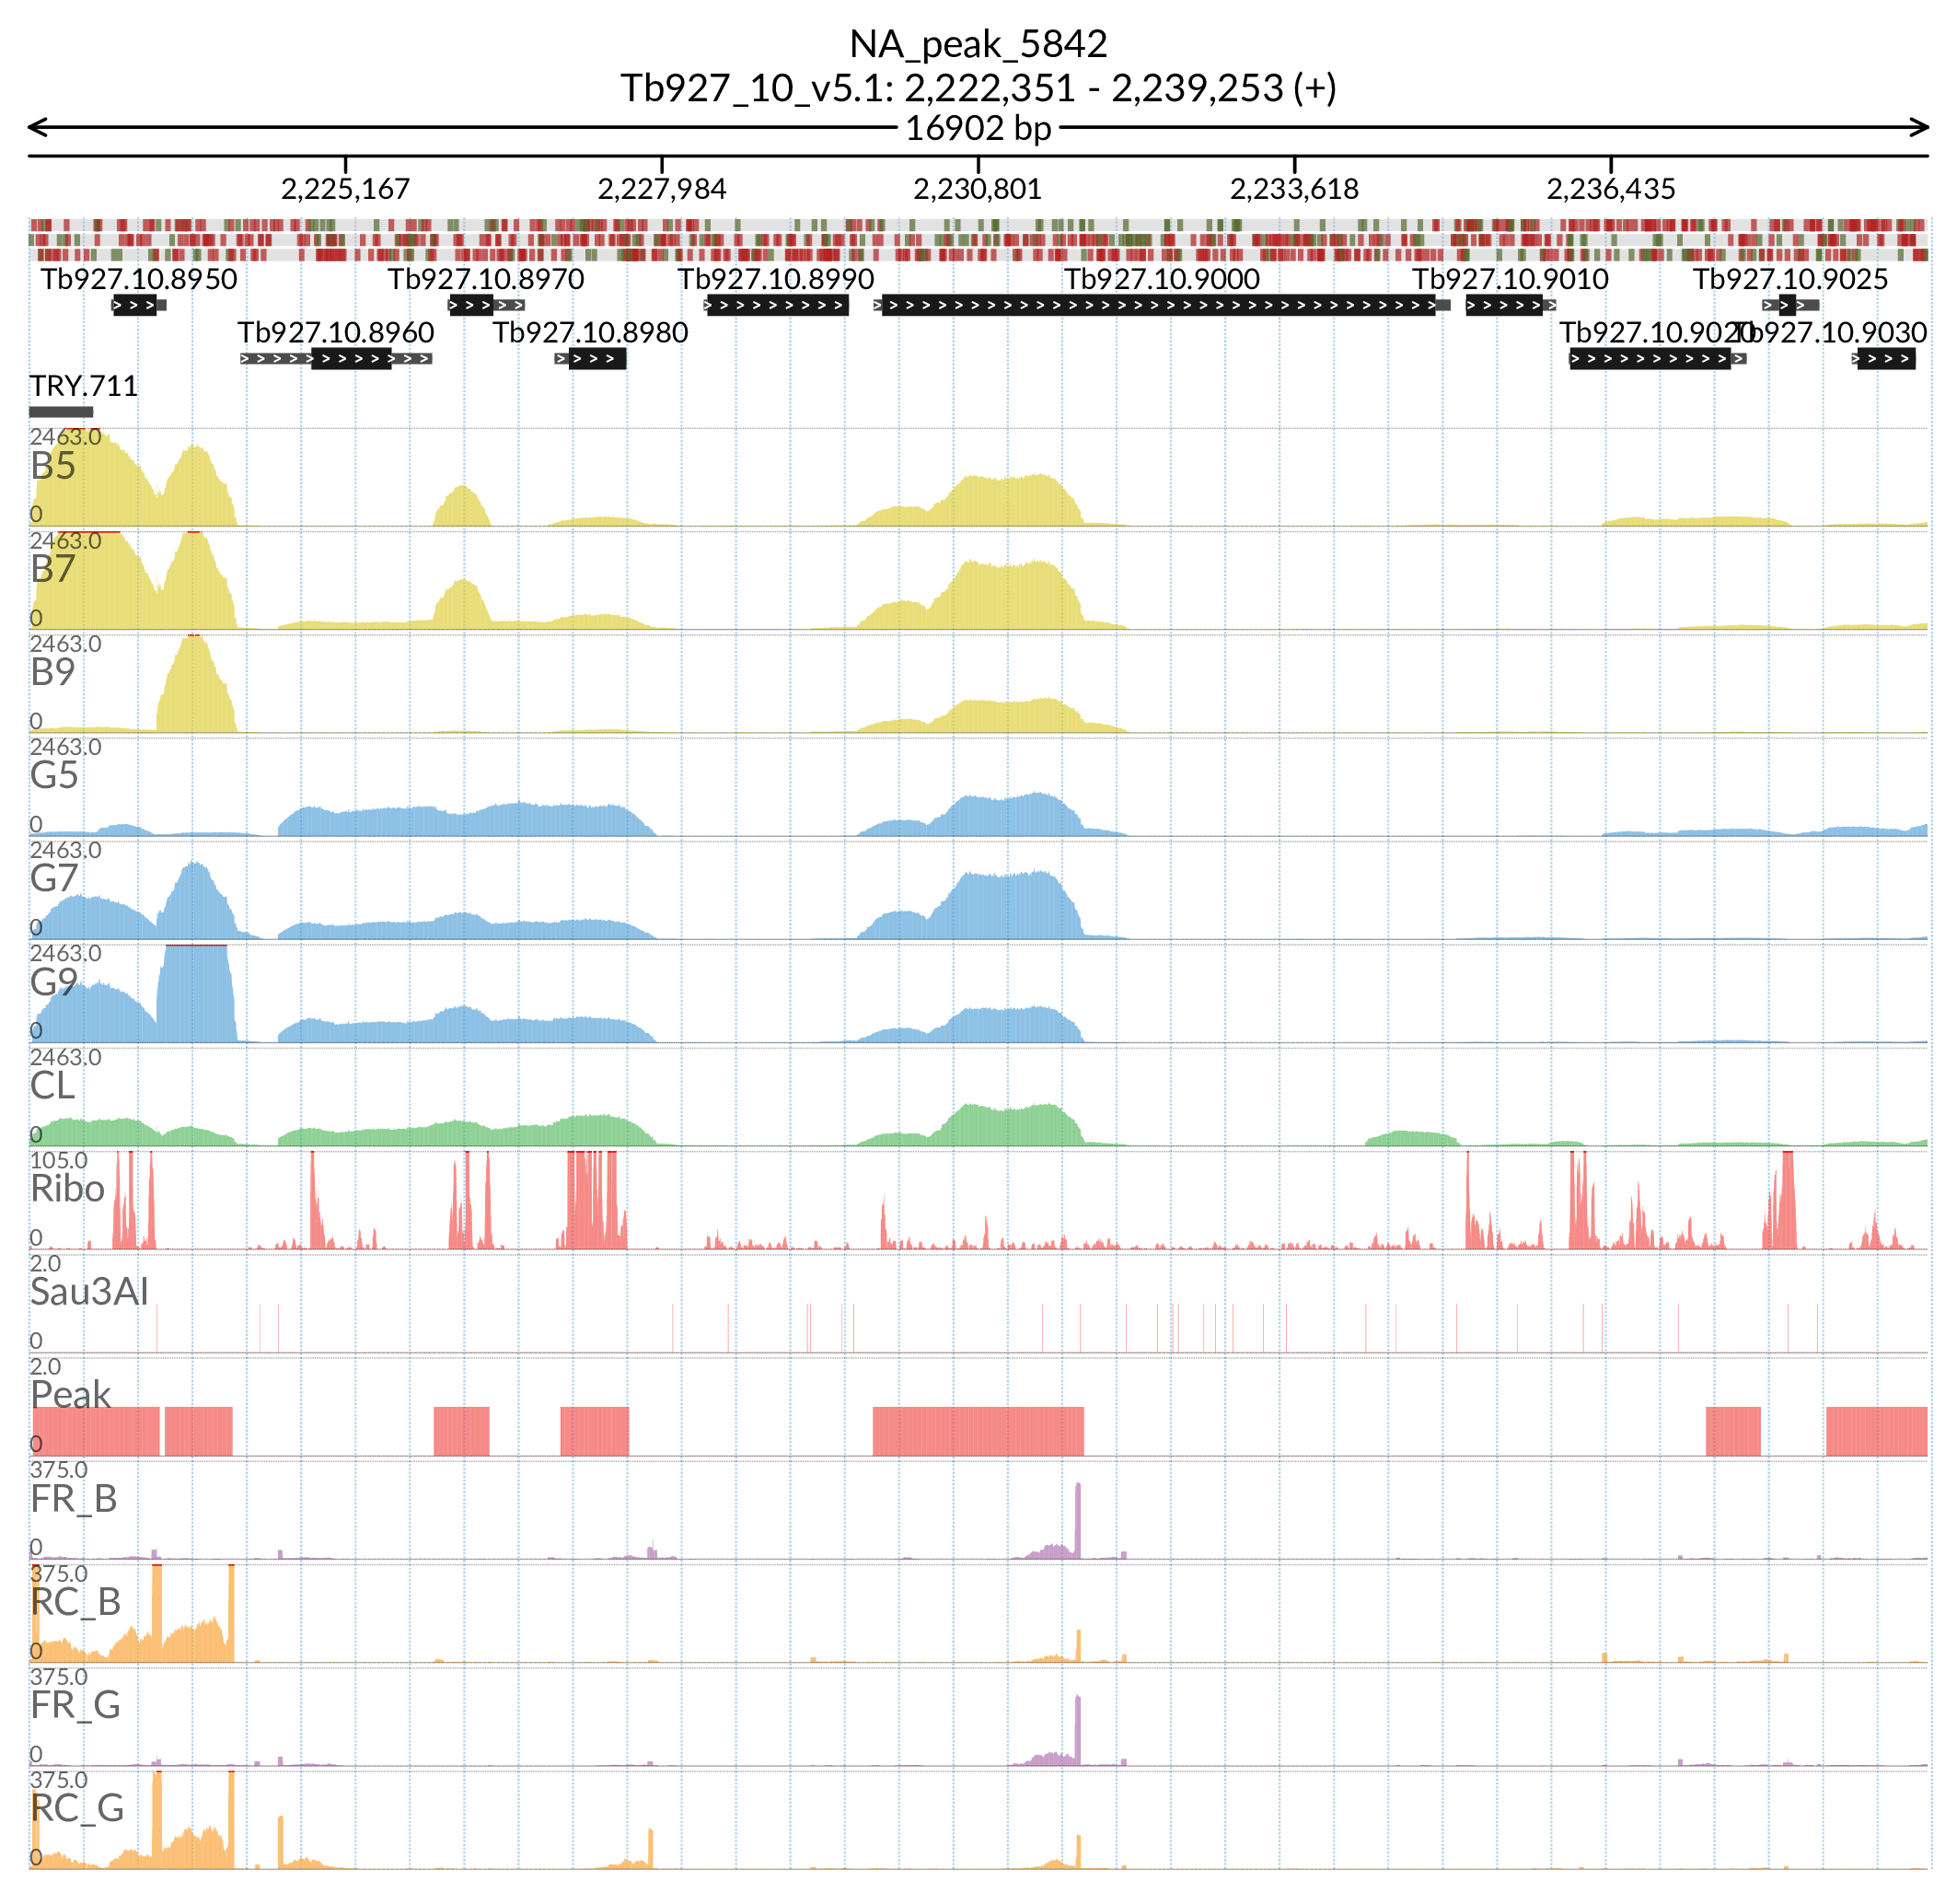 NA_peak_5842
Tb927_10_v5.1: 2,222,351 - 2,239,253 (+)
16902 bp
2,225,167 2,227,984 2,230,801 2,233,618 2,236,435
Tb927.10.8950 Tb927.10.8970 Tb927.10.8990 Tb927.10.9000 Tb927.10.9010 Tb927.10.9025
Tb927.10.8960 Tb927.10.8980 Tb927.10.9020 Tb927.10.9030
TRY.711
2463.0
B5
0
2463.0
B7
0
2463.0
B9
0
2463.0
G5
0
2463.0
G7
0
2463.0
G9
0
2463.0
CL
0
105.0
Ribo
0
2.0
Sau3AI
0
2.0
Peak
0
375.0
FR_B
0
375.0
RC_B
0
375.0
FR_G
0
375.0
RC_G
0